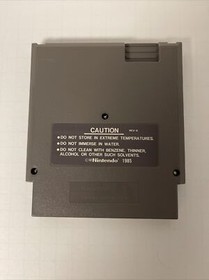 CAUTION
● DO NOT STORE IN EXTREME TEMPERATURES.
● DO NOT IMMERSE IN WATER.
● DO NOT CLEAN WITH BENZENE, THINNER,
ALCOHOL OR OTHER SUCH SOLVENTS.
©Nintendo 1985